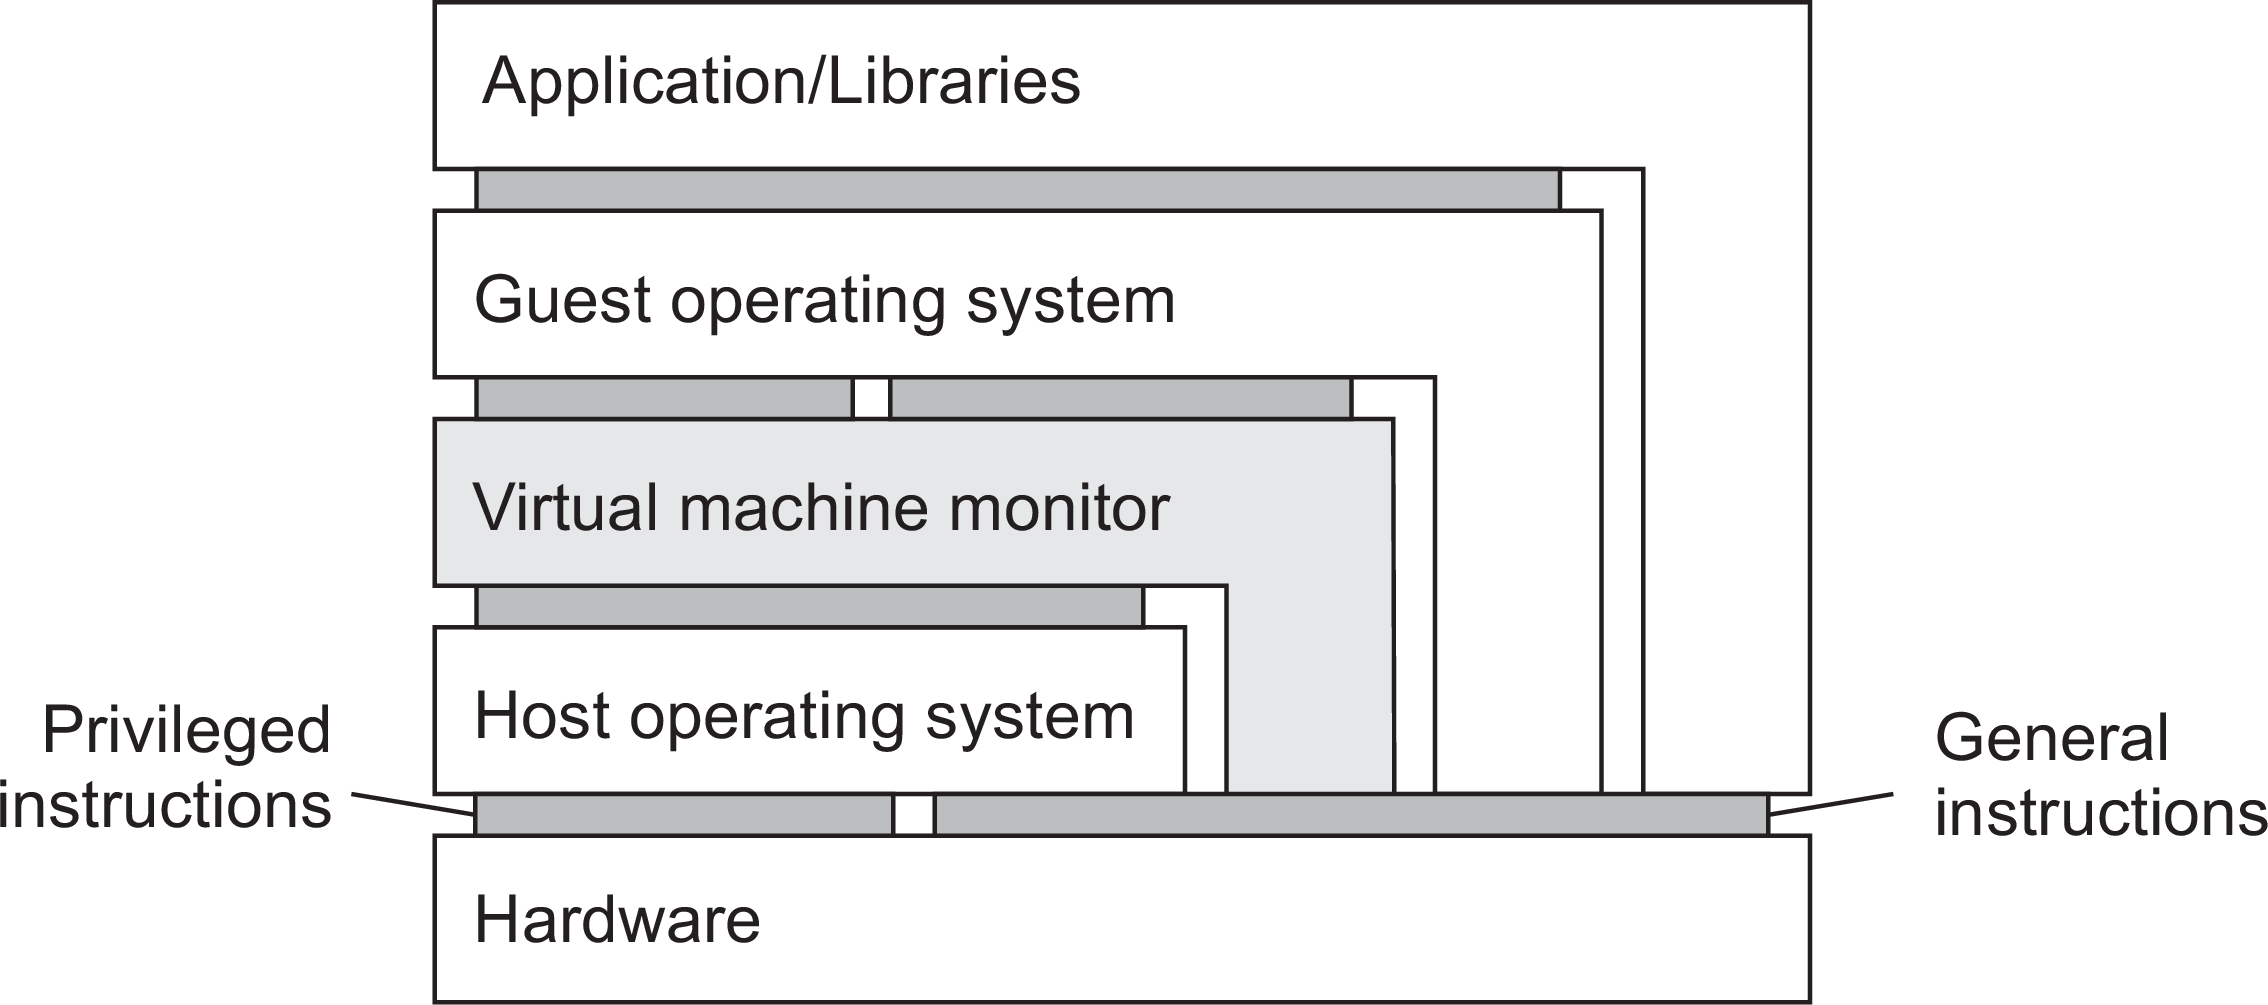 Application/Libraries
Guest operating system
Virtual machine monitor
Host operating system
Privileged
instructions
General
instructions
Hardware